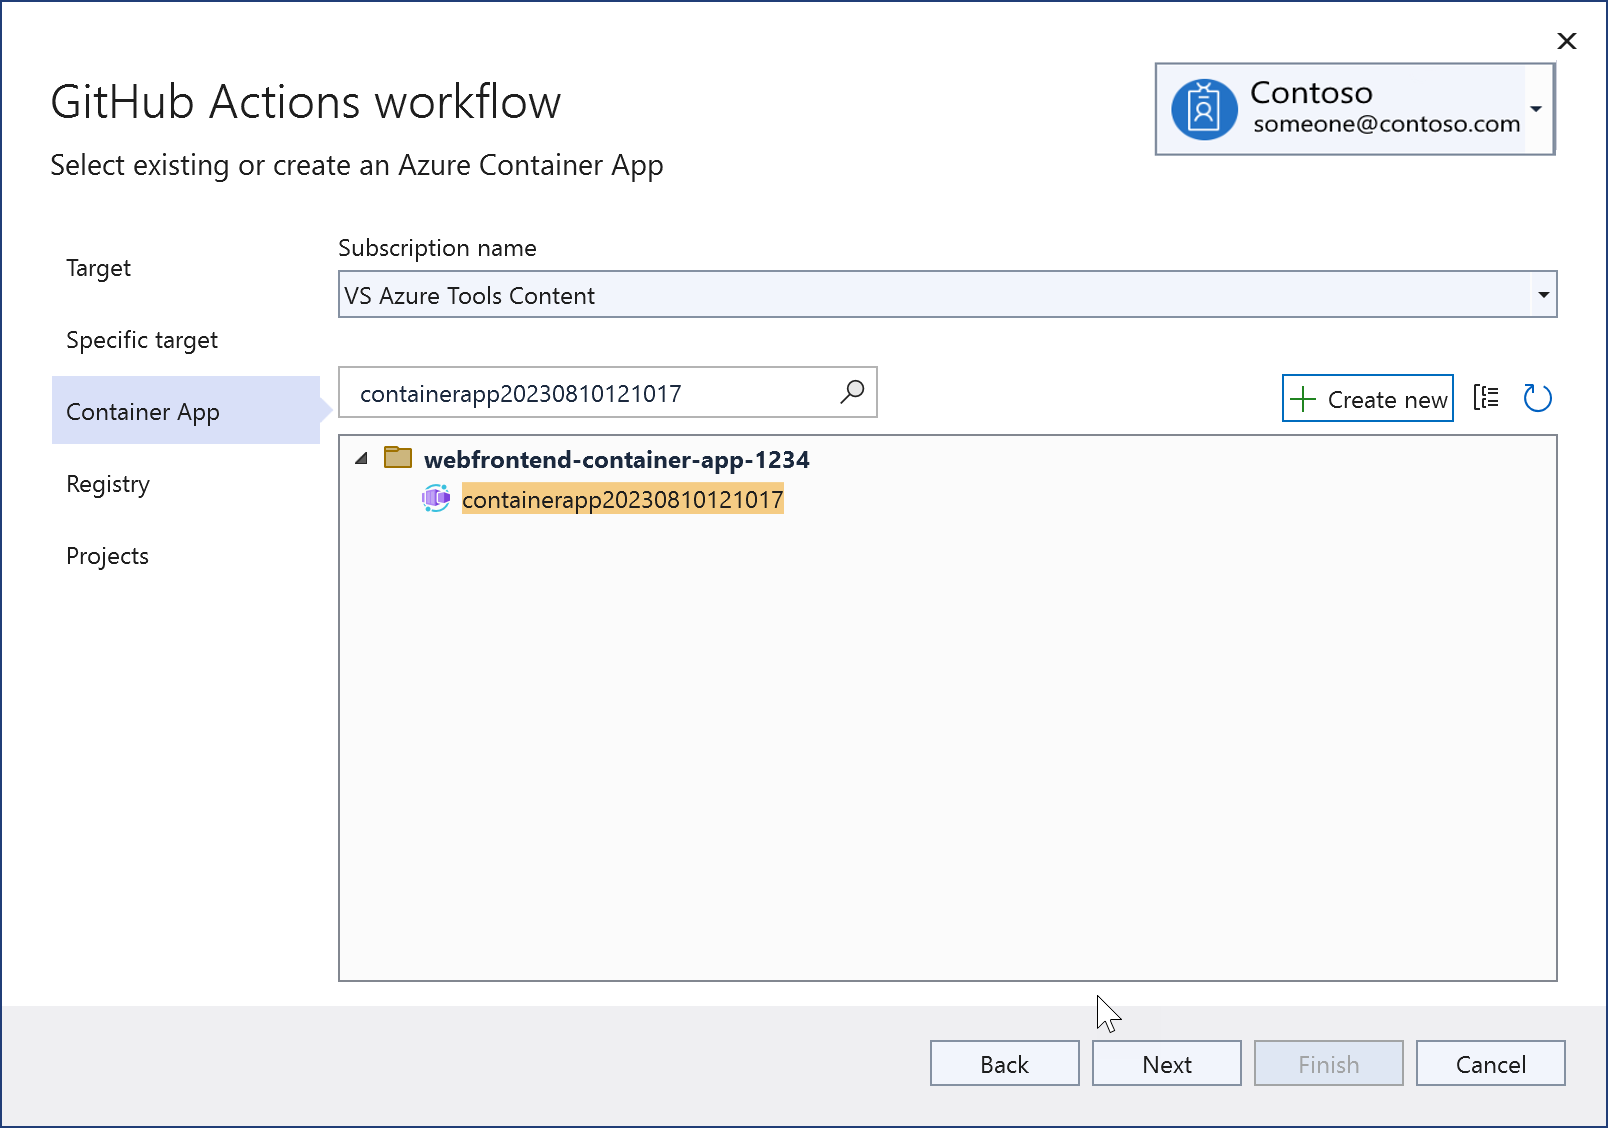 GitHub Actions workflow
Select existing or create an Azure Container App
Contoso
someone@contoso.com
Target
Specific target
Container App
Registry
Projects
Subscription name
VS Azure Tools Content
containerapp20230810121017
Create new
webfrontend-container-app-1234
containerapp20230810121017
Back
Next
Finish
Cancel